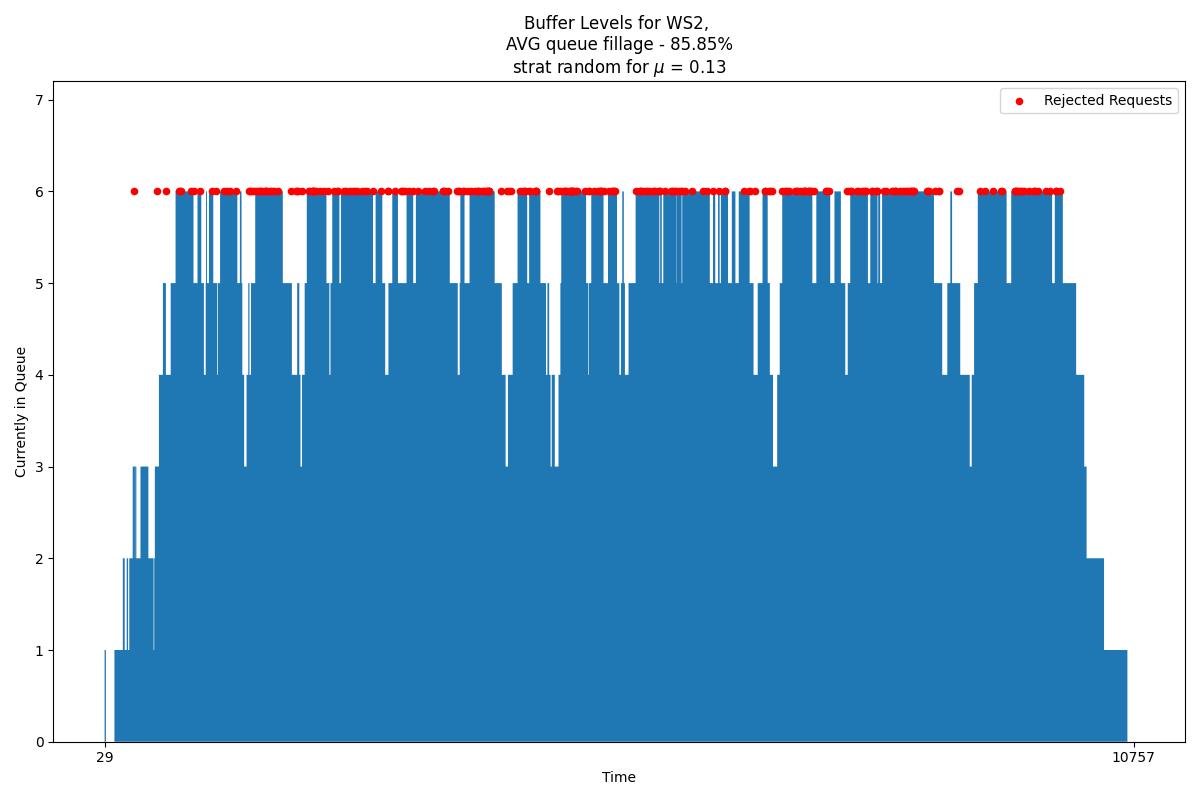 Buffer Levels for WS2,
AVG queue fillage - 85.85%
strat random for μ = 0.13
Rejected Requests
7
6
5
4
3
2
1
0
Currently in Queue
29
10757
Time